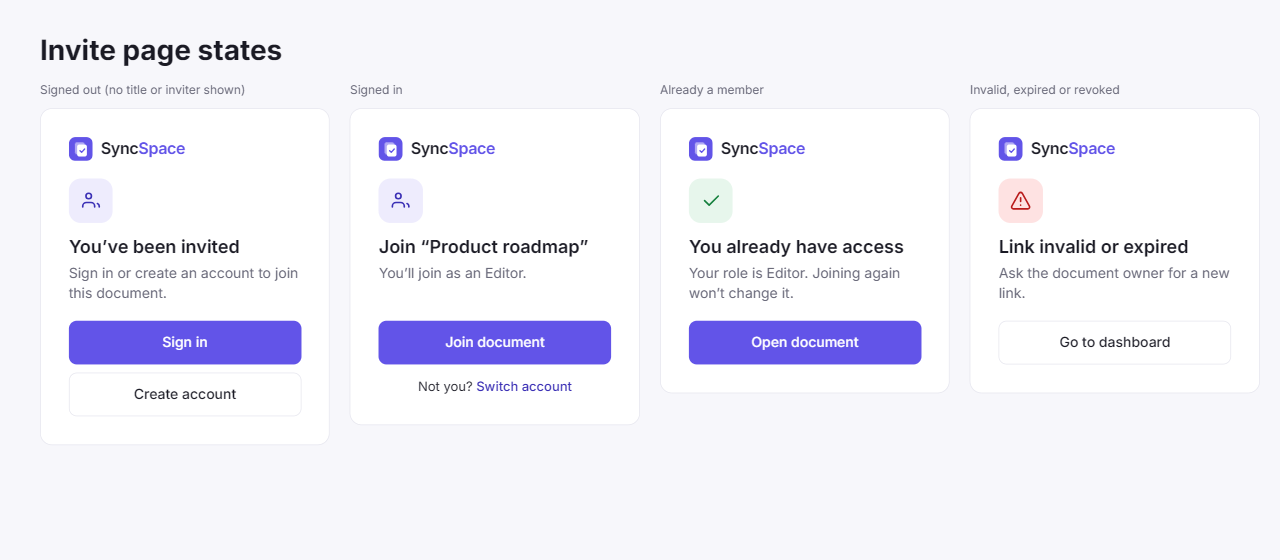 Invite page states
Signed out (no title or inviter shown)
SyncSpace
You’ve been invited
Sign in or create an account to join
this document.
Sign in
Create account
Signed in
SyncSpace
Join “Product roadmap”
You’ll join as an Editor.
Join document
Not you? Switch account
Already a member
SyncSpace
You already have access
Your role is Editor. Joining again
won’t change it.
Open document
Invalid, expired or revoked
SyncSpace
Link invalid or expired
Ask the document owner for a new
link.
Go to dashboard